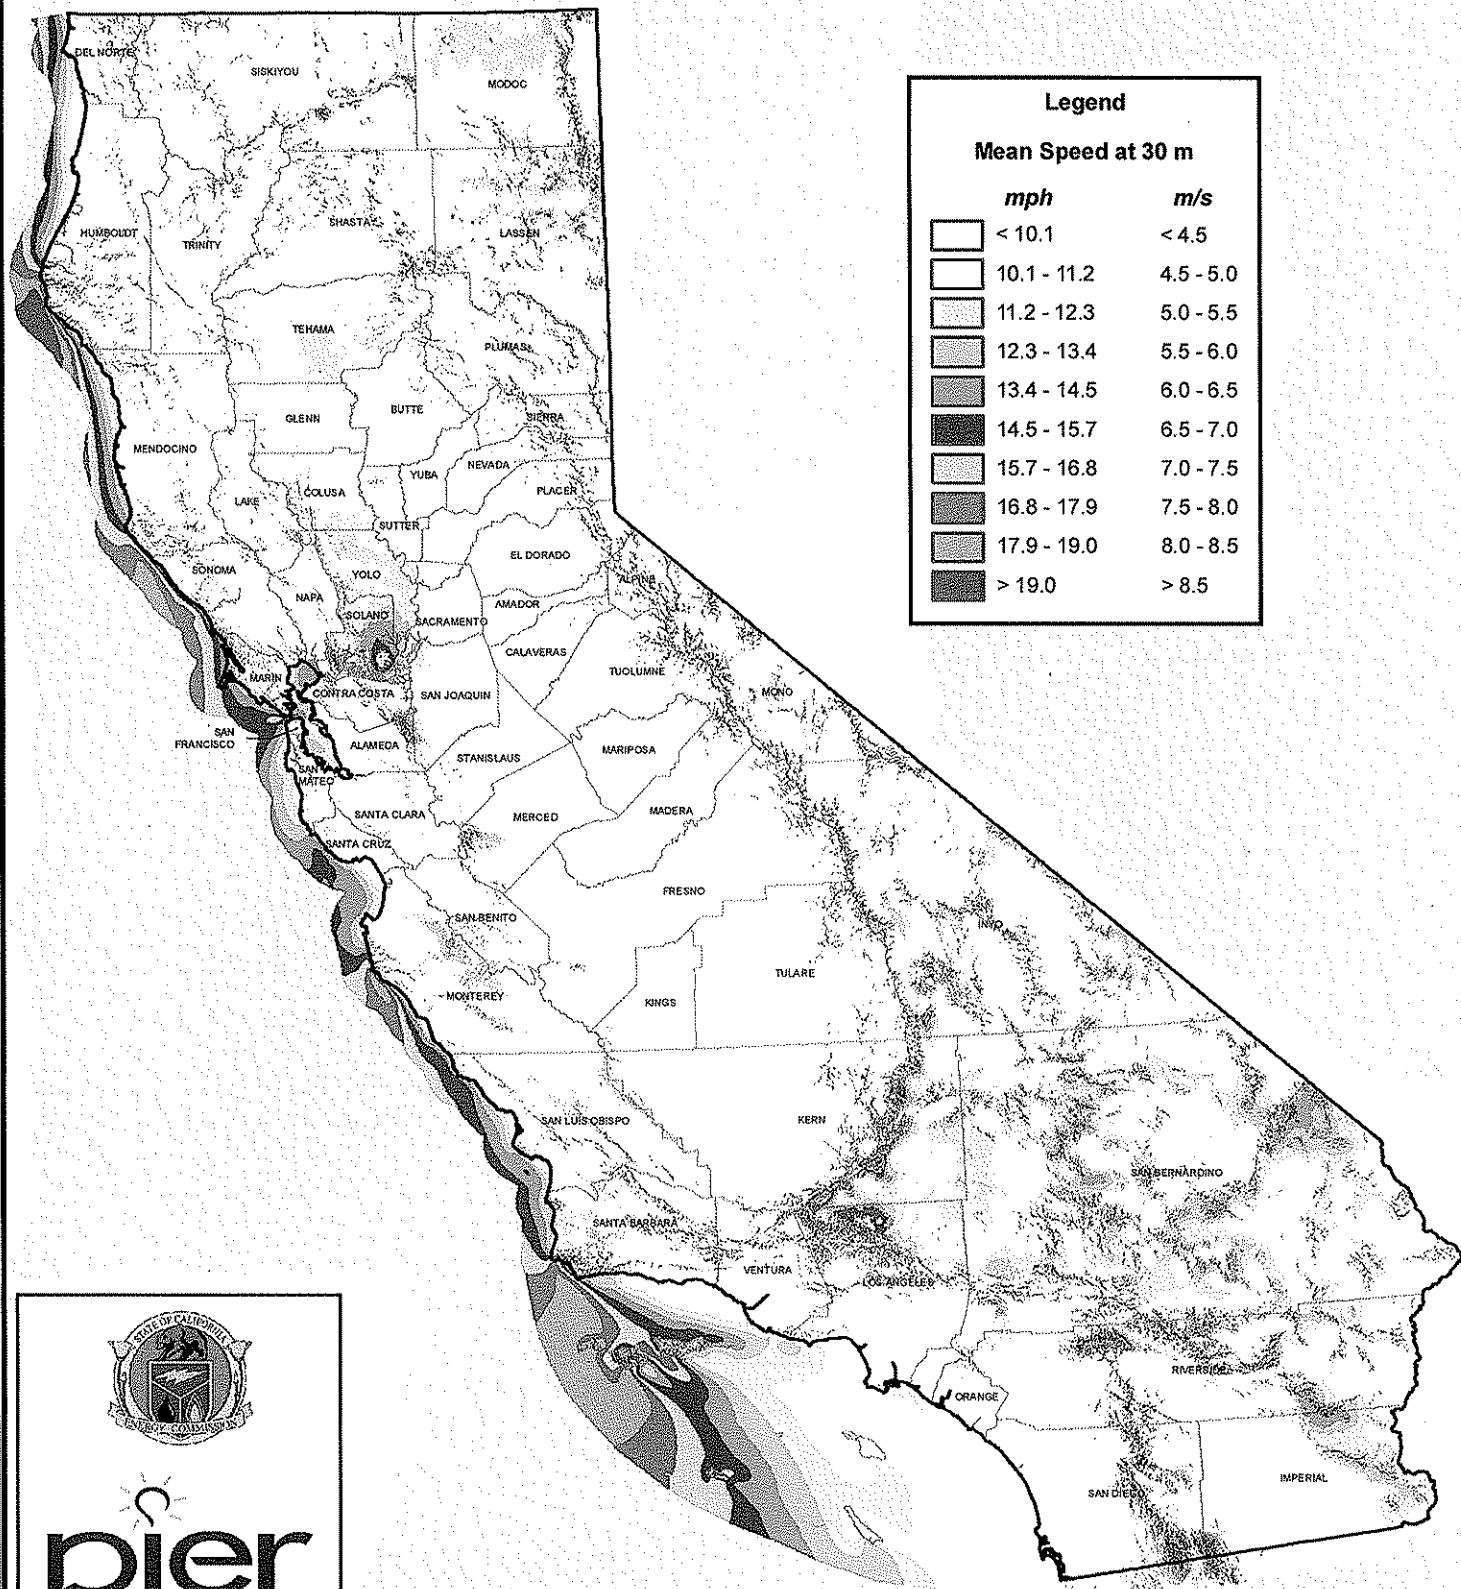 DEL NORTE
SISKIYOU
MODOC
HUMBOLDT
TRINITY
SHASTA
LASSEN
TEHAMA
PLUMAS
GLENN
BUTTE
SIERRA
MENDOCINO
LAKE
COLUSA
YUBA
NEVADA
PLACER
SUTTER
SONOMA
NAPA
YOLO
EL DORADO
ALPINE
SOLANO
SACRAMENTO
AMADOR
CALAVERAS
TUOLUMNE
MONO
MARIN
CONTRA COSTA
SAN JOAQUIN
SAN
FRANCISCO
ALAMEDA
STANISLAUS
MARIPOSA
SAN
MATEO
SANTA CLARA
MERCED
MADERA
SANTA CRUZ
FRESNO
SAN BENITO
INYO
MONTEREY
KINGS
TULARE
SAN LUIS OBISPO
KERN
SAN BERNARDINO
SANTA BARBARA
VENTURA
LOS ANGELES
ORANGE
RIVERSIDE
SAN DIEGO
IMPERIAL
Legend
Mean Speed at 30 m
mph m/s
< 10.1 < 4.5
10.1 - 11.2 4.5 - 5.0
11.2 - 12.3 5.0 - 5.5
12.3 - 13.4 5.5 - 6.0
13.4 - 14.5 6.0 - 6.5
14.5 - 15.7 6.5 - 7.0
15.7 - 16.8 7.0 - 7.5
16.8 - 17.9 7.5 - 8.0
17.9 - 19.0 8.0 - 8.5
> 19.0 > 8.5
STATE OF CALIFORNIA
ENERGY COMMISSION
pier